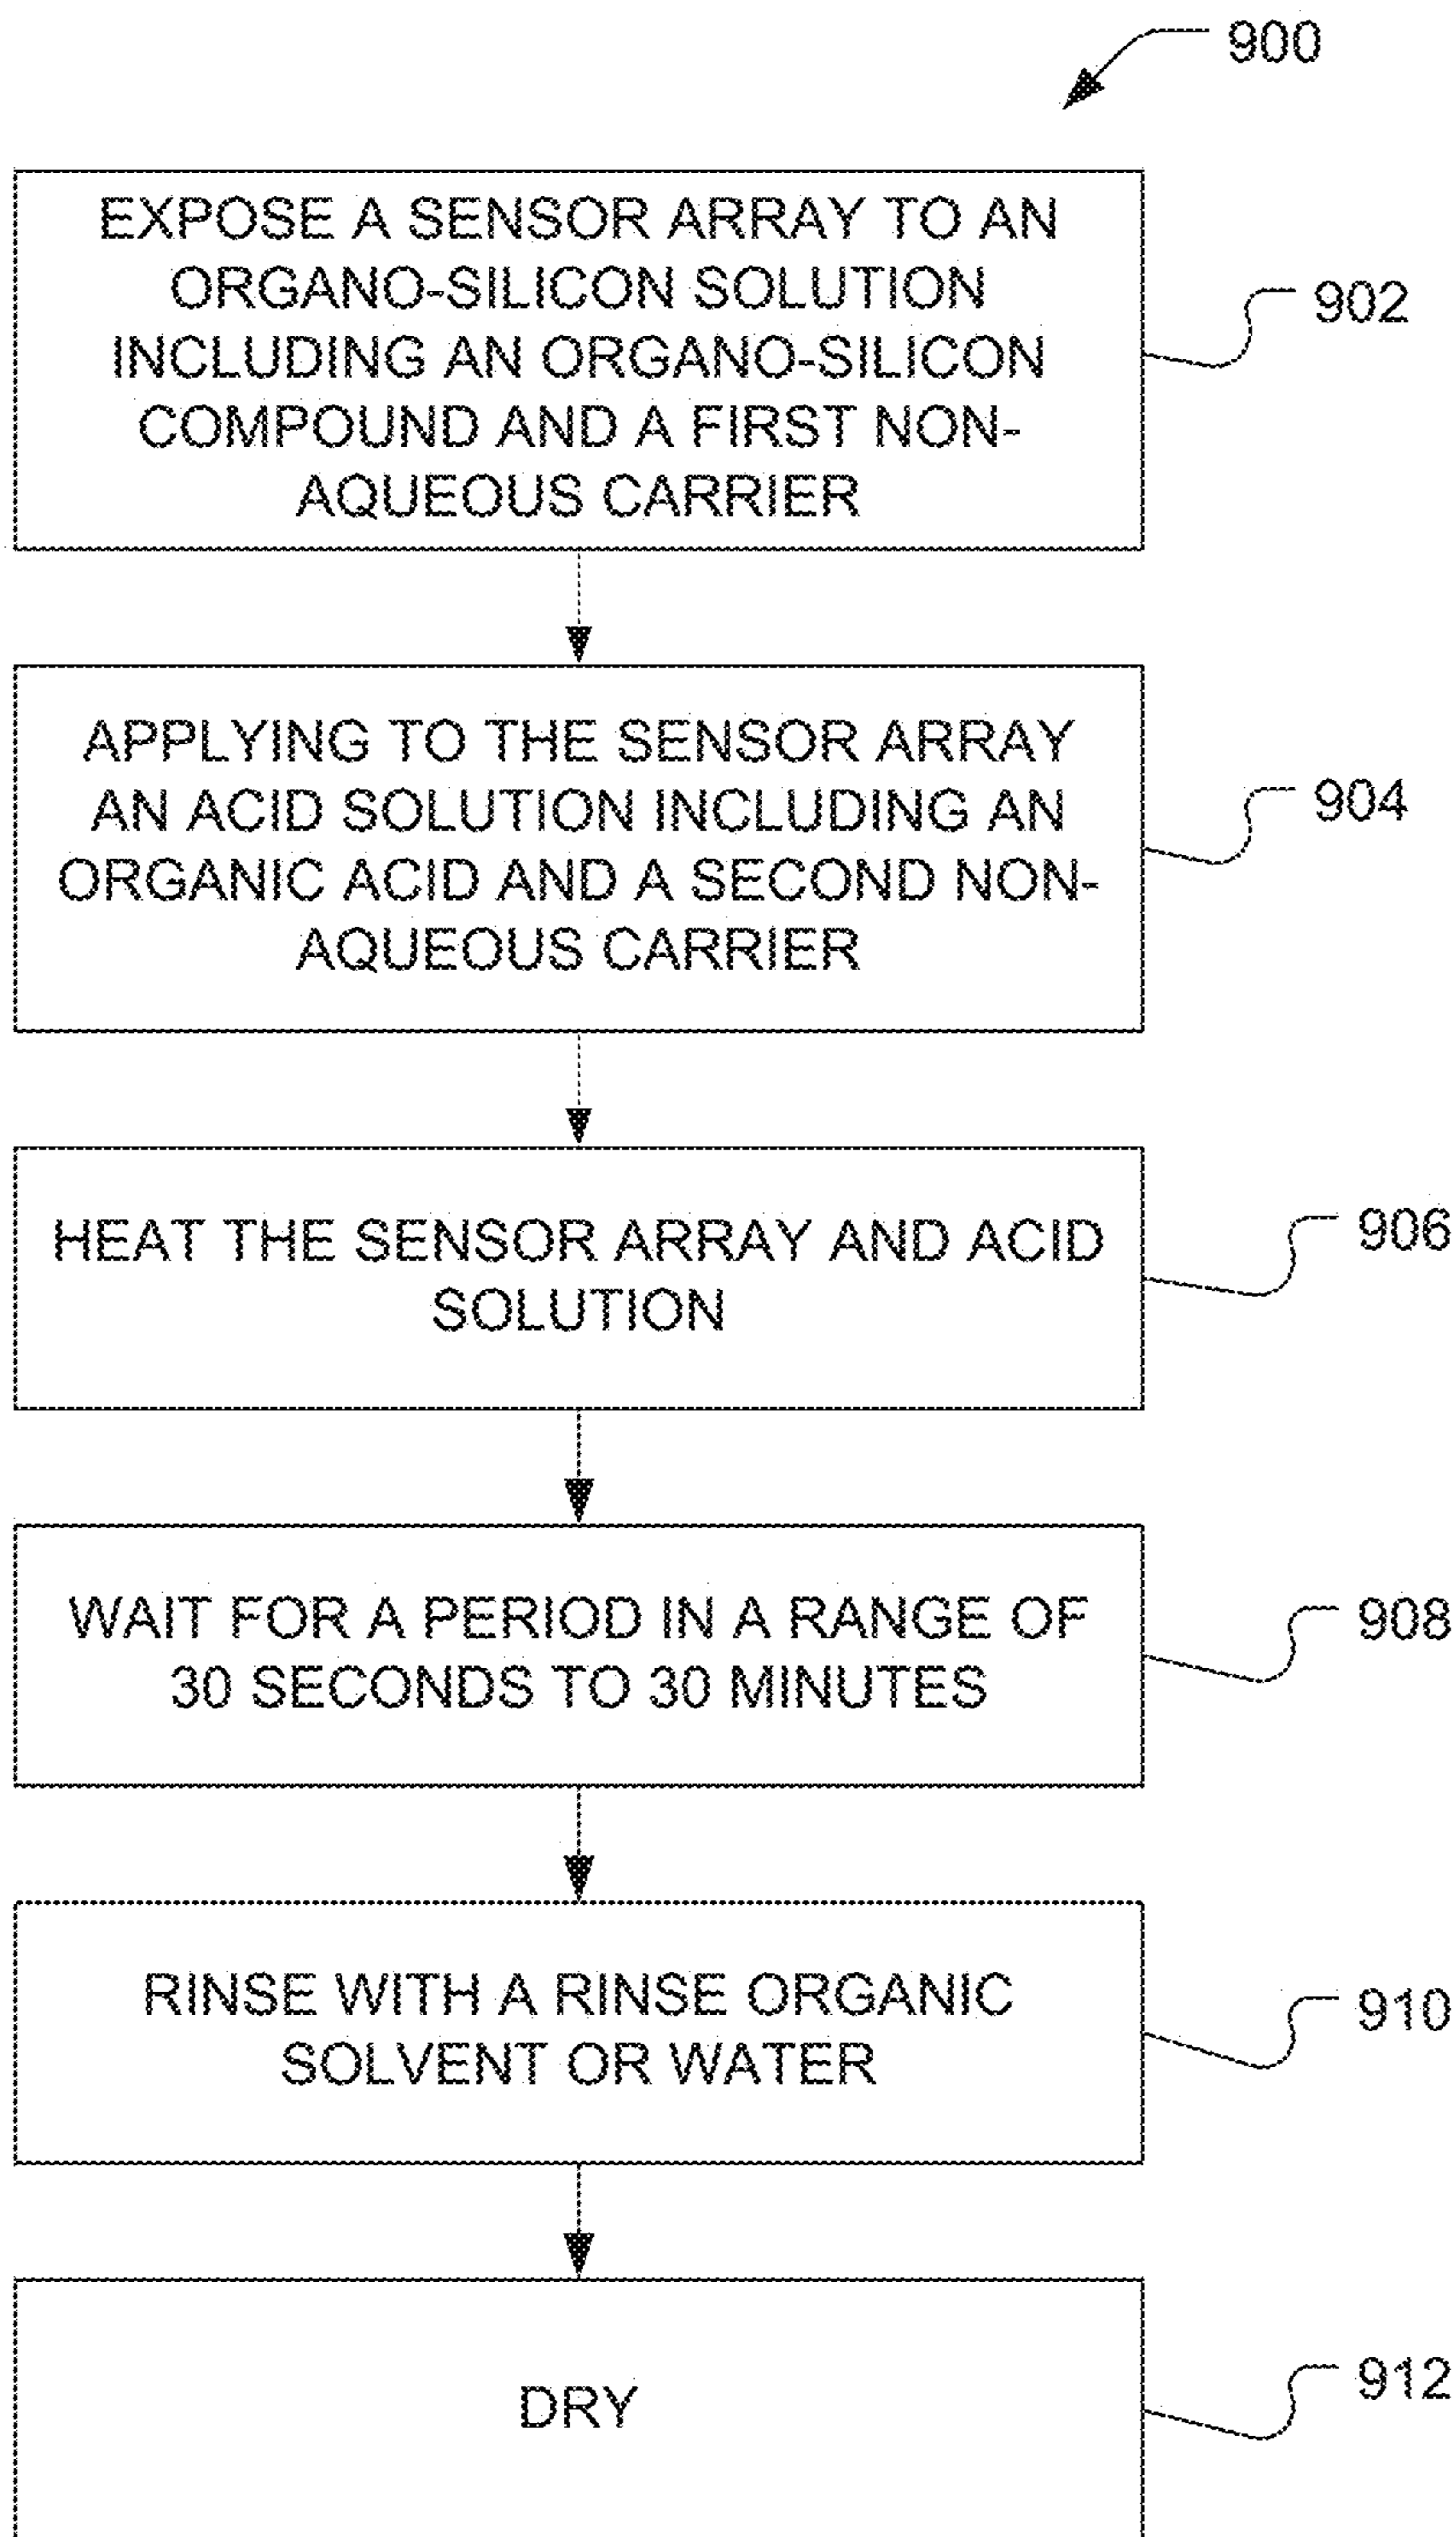 900
EXPOSE A SENSOR ARRAY TO AN
ORGANO-SILICON SOLUTION
INCLUDING AN ORGANO-SILICON
COMPOUND AND A FIRST NON-
AQUEOUS CARRIER
902
APPLYING TO THE SENSOR ARRAY
AN ACID SOLUTION INCLUDING AN
ORGANIC ACID AND A SECOND NON-
AQUEOUS CARRIER
904
HEAT THE SENSOR ARRAY AND ACID
SOLUTION
906
WAIT FOR A PERIOD IN A RANGE OF
30 SECONDS TO 30 MINUTES
908
RINSE WITH A RINSE ORGANIC
SOLVENT OR WATER
910
DRY
912